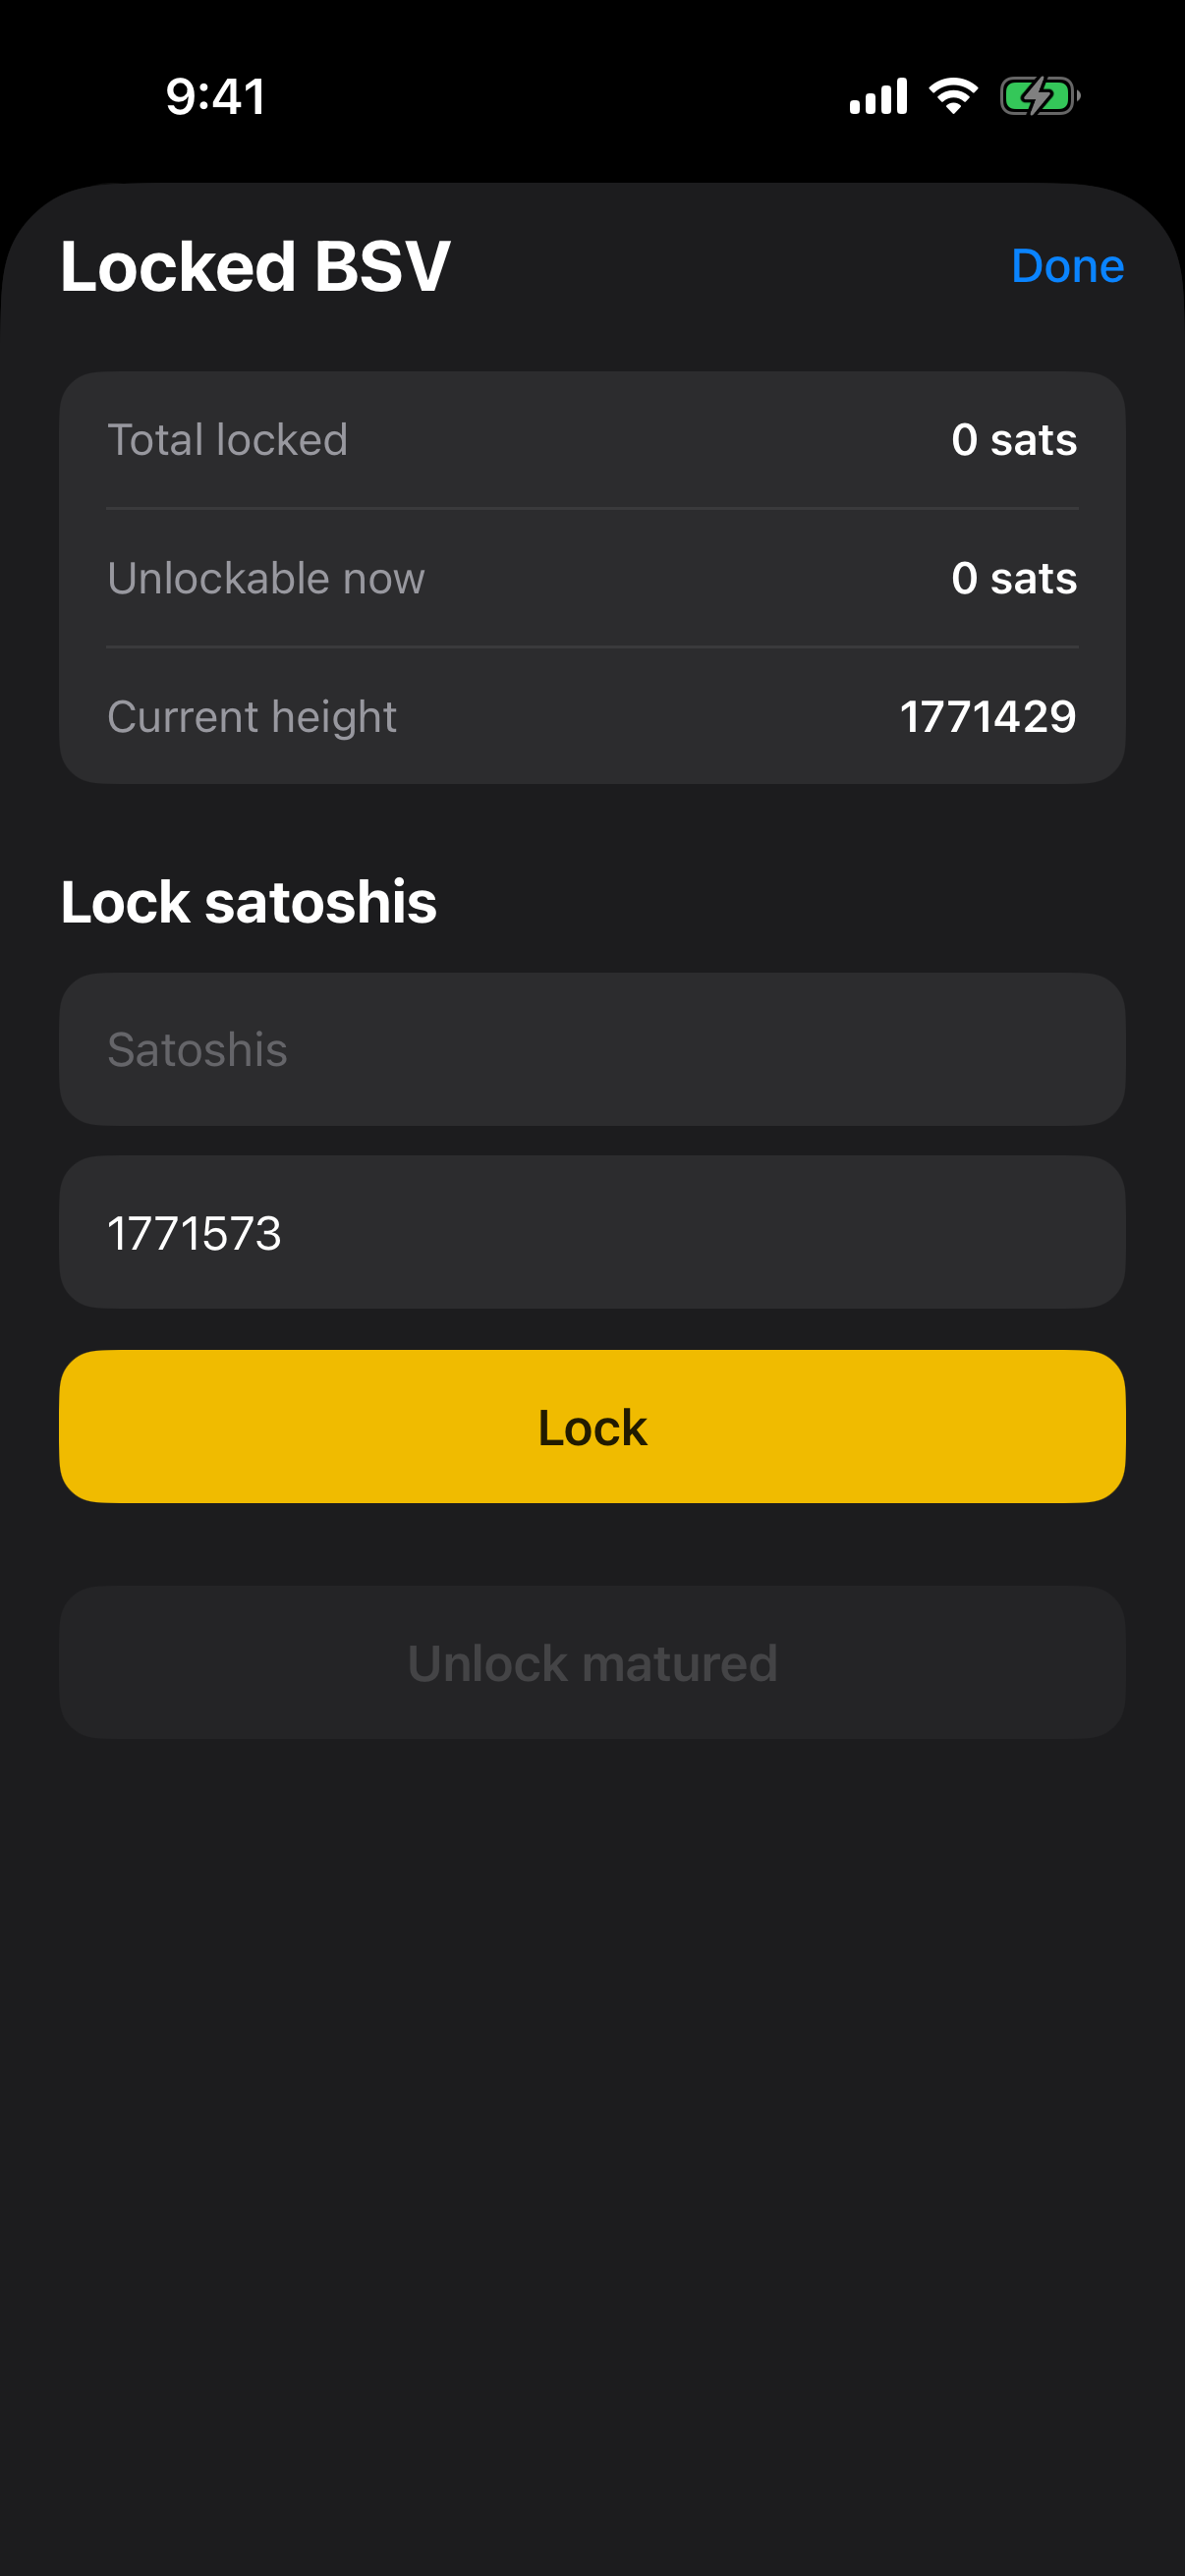 9:41
Locked BSV
Done
Total locked
0 sats
Unlockable now
0 sats
Current height
1771429
Lock satoshis
Satoshis
1771573
Lock
Unlock matured